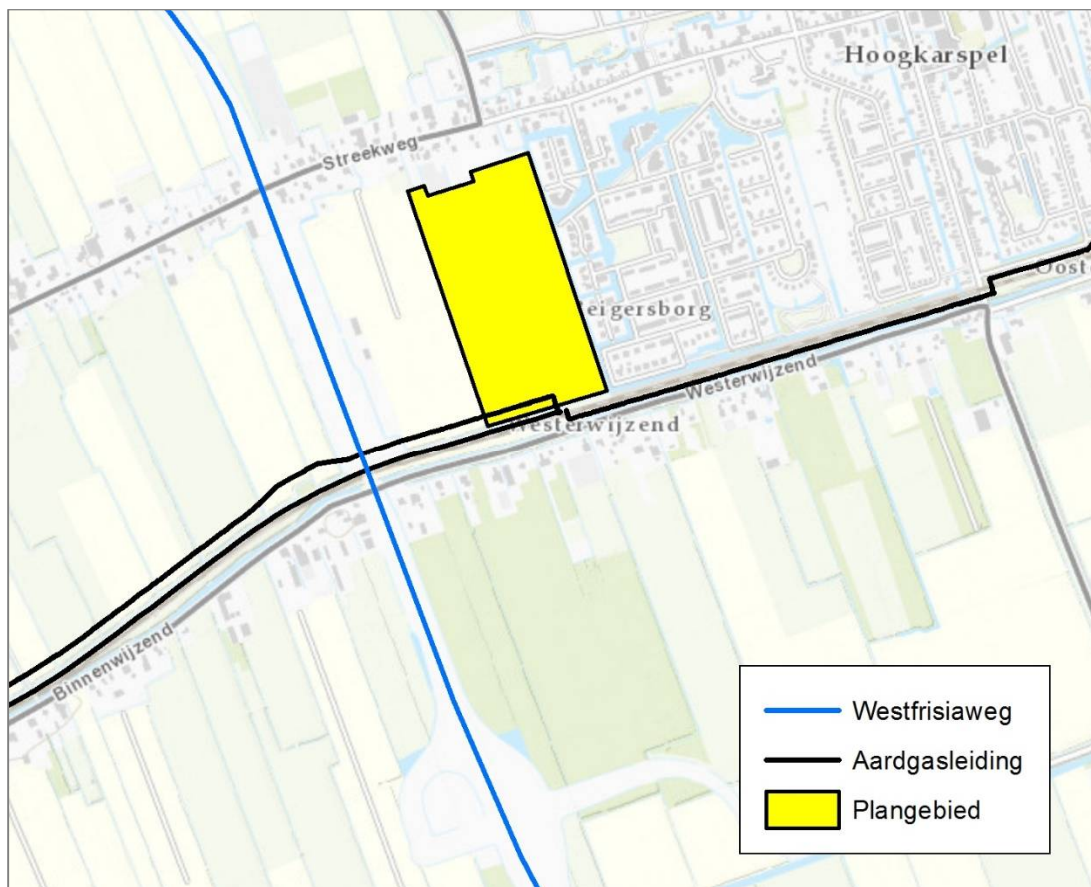 Hoogkarspel
Streekweg
Oost
eigersborg
Westerwijzend
Westerwijzend
Binnenwijzend
Westfrisiaweg
Aardgasleiding
Plangebied